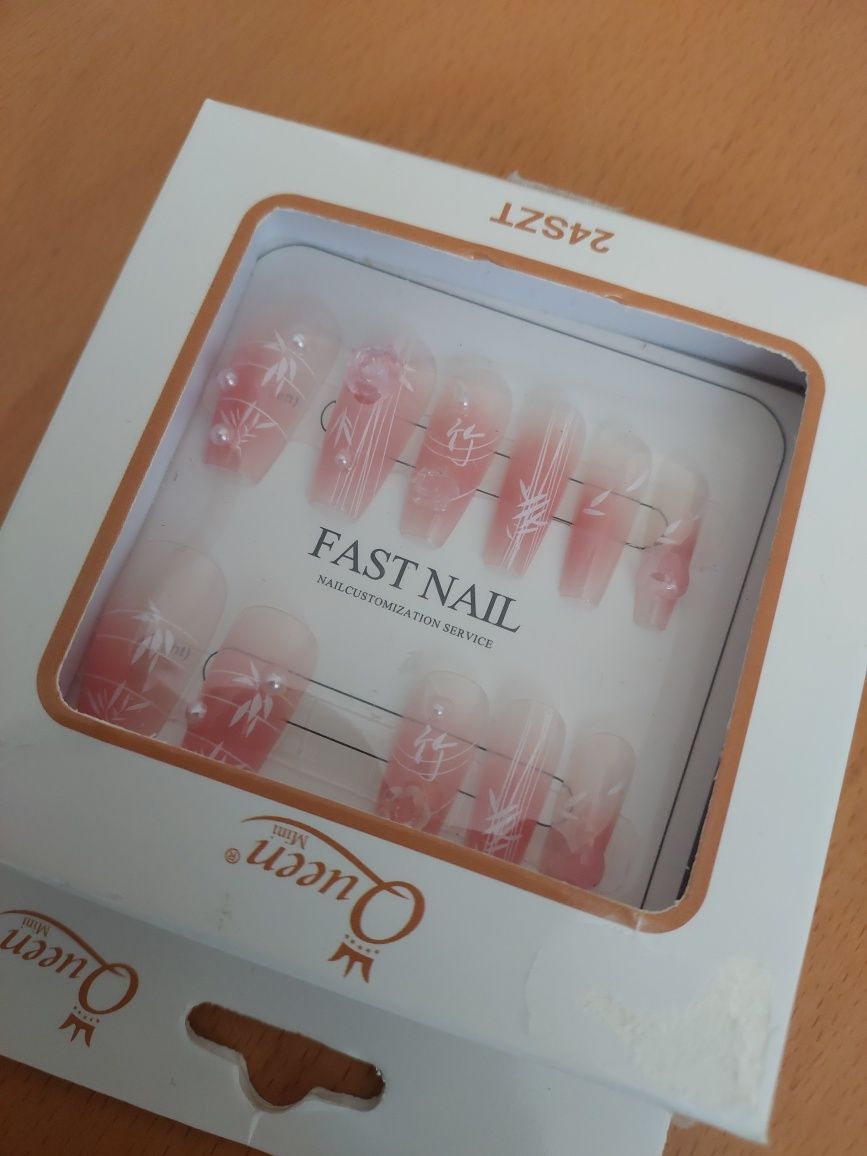 24SZT
竹
FAST NAIL
NAILCUSTOMIZATION SERVICE
竹
Queen®
Mini
Queen
Mini